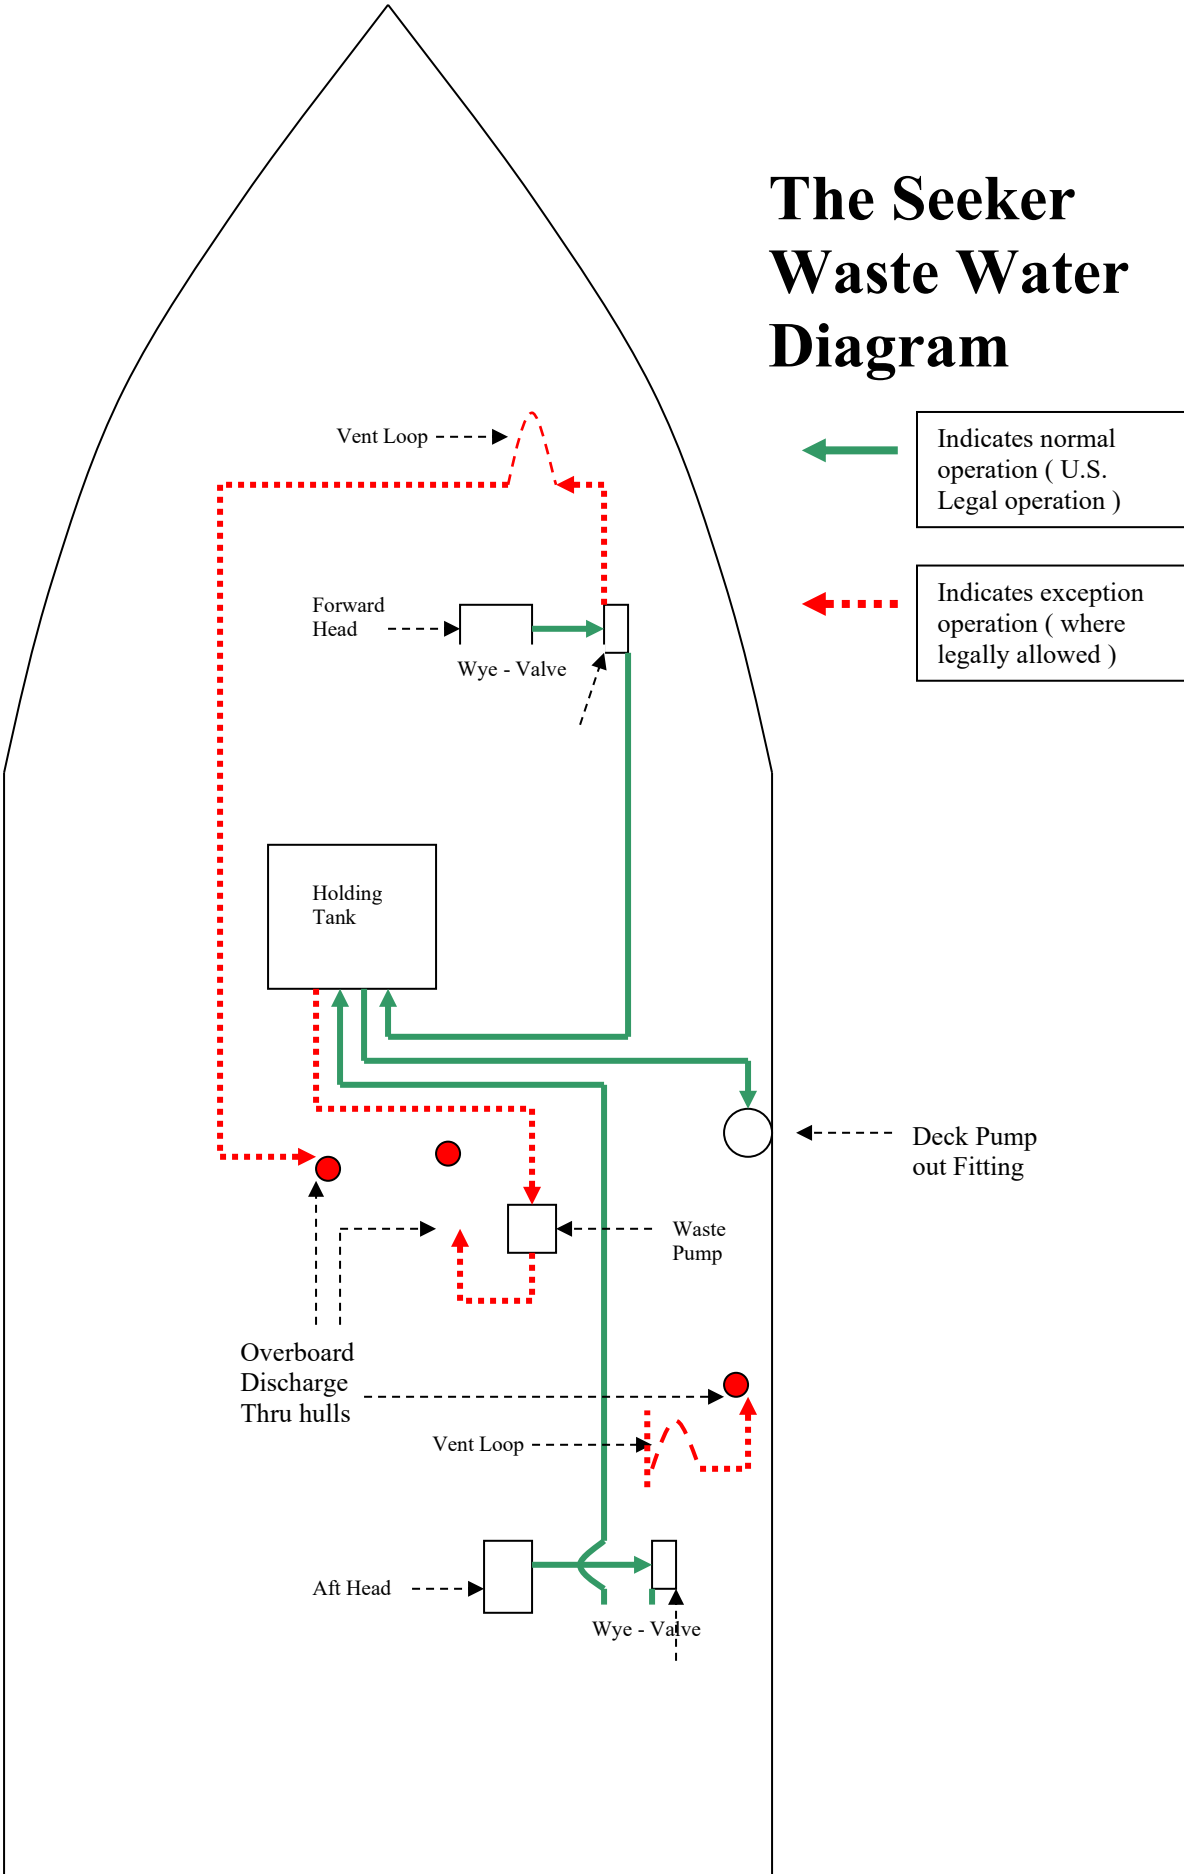 The Seeker
Waste Water
Diagram
Indicates normal
operation ( U.S.
Legal operation )
Indicates exception
operation ( where
legally allowed )
Vent Loop
Forward
Head
Wye - Valve
Holding
Tank
Deck Pump
out Fitting
Waste
Pump
Overboard
Discharge
Thru hulls
Vent Loop
Aft Head
Wye - Valve